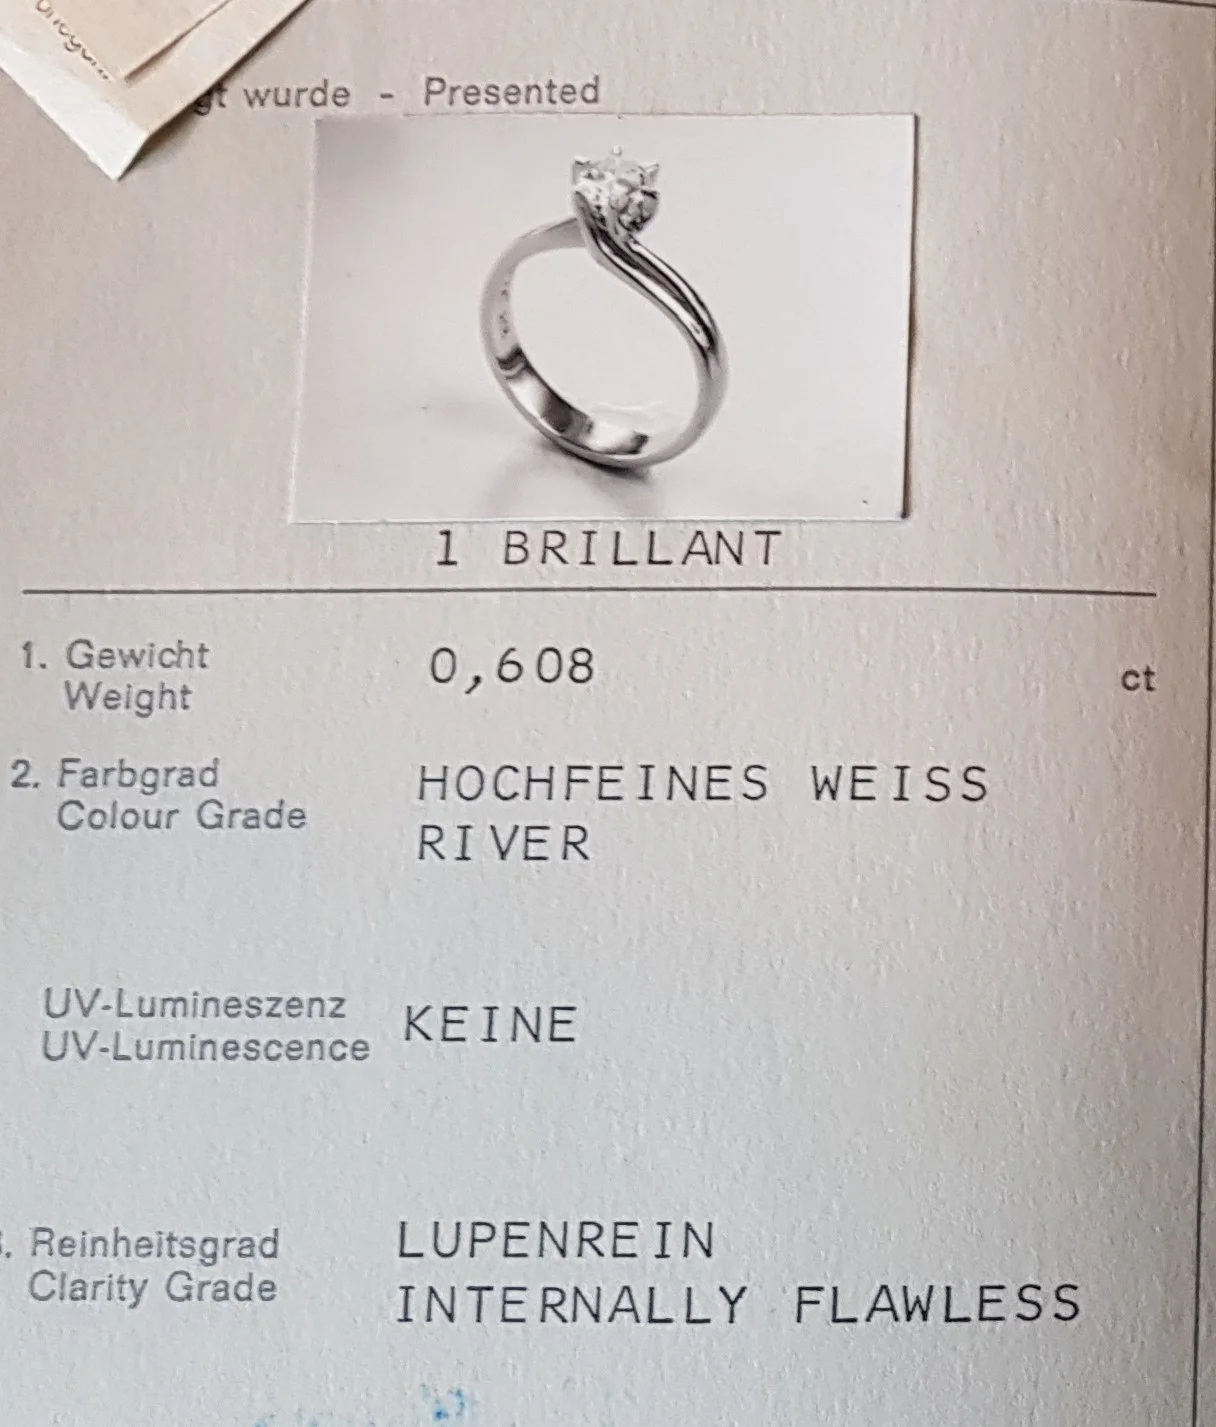 wurde - Presented
1 BRILLANT
1. Gewicht 0,608 ct
Weight
2. Farbgrad HOCHFEINES WEISS
Colour Grade RIVER
UV-Lumineszenz KEINE
UV-Luminescence
Reinheitsgrad LUPENREIN
Clarity Grade INTERNALLY FLAWLESS